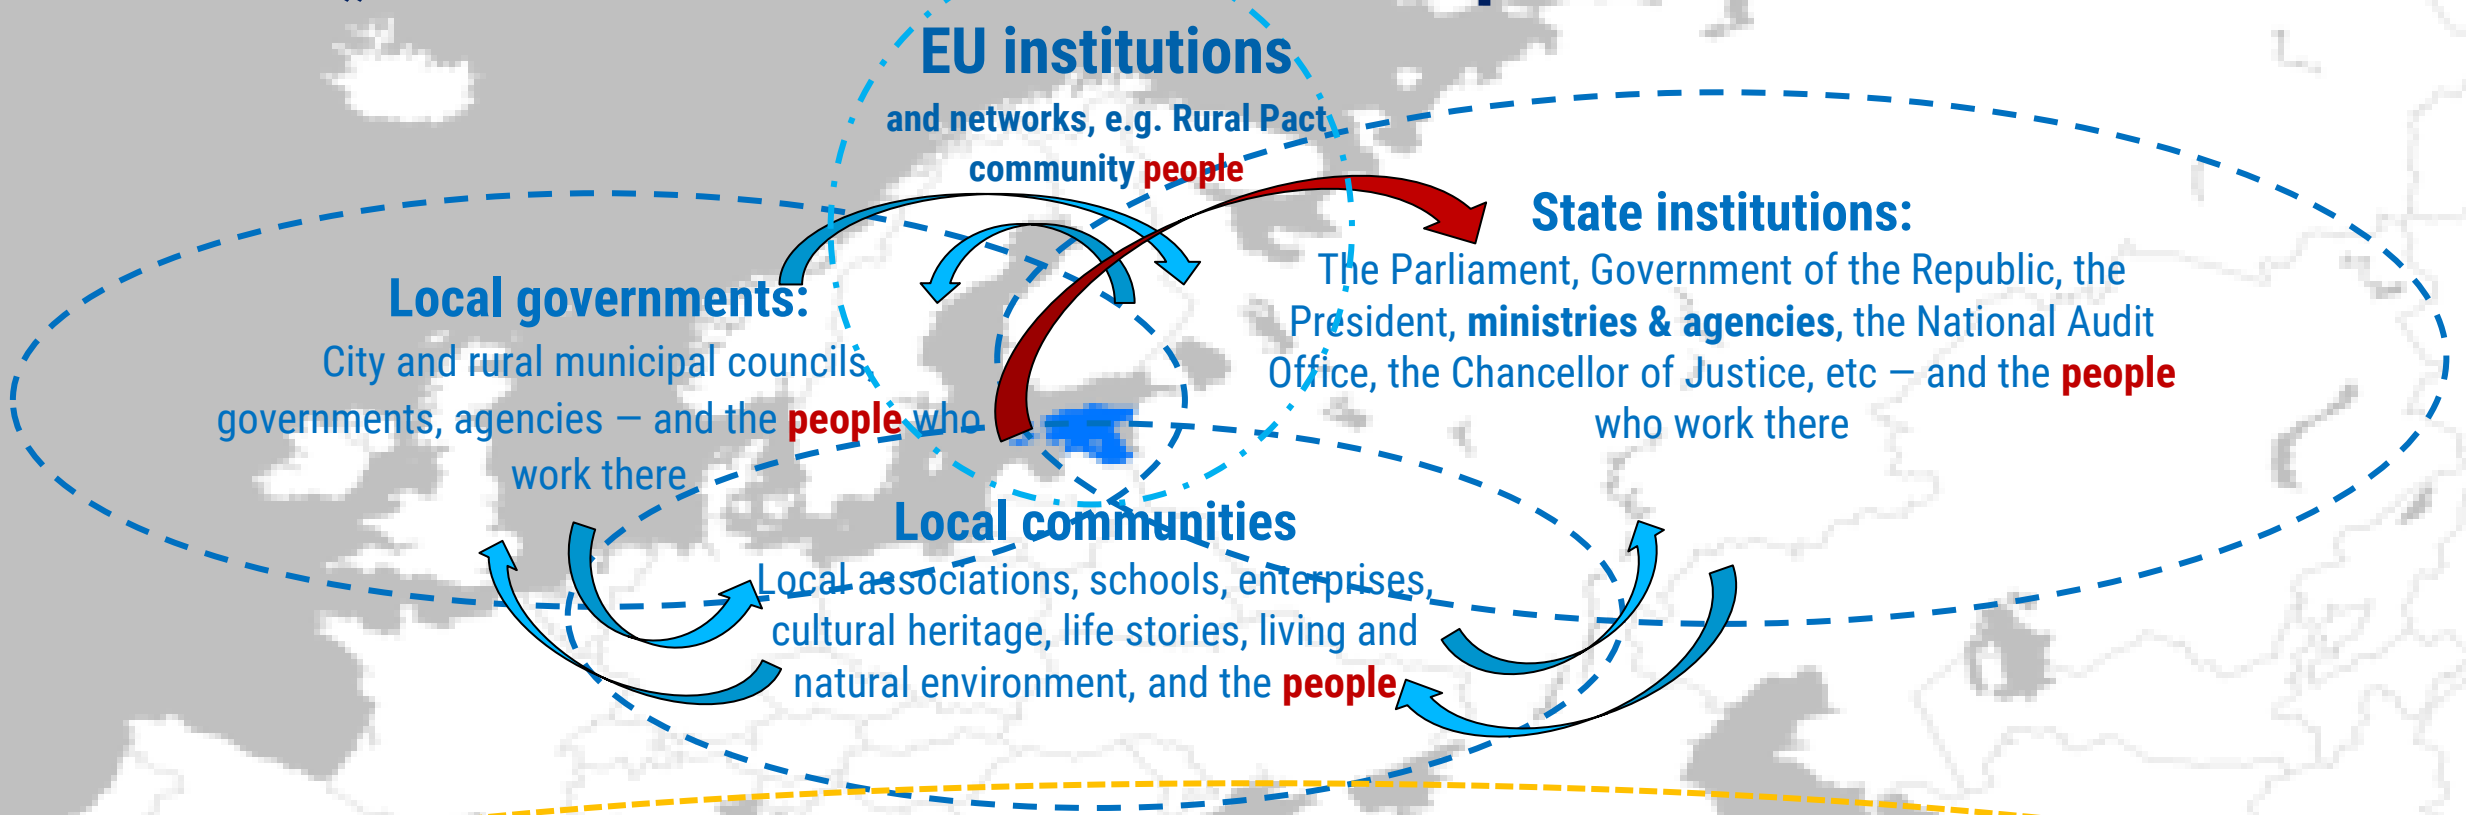 EU institutions
and networks, e.g. Rural Pact
community people
State institutions:
The Parliament, Government of the Republic, the
President, ministries & agencies, the National Audit
Office, the Chancellor of Justice, etc – and the people
who work there
Local governments:
City and rural municipal councils,
governments, agencies – and the people who
work there
Local communities
Local associations, schools, enterprises,
cultural heritage, life stories, living and
natural environment, and the people